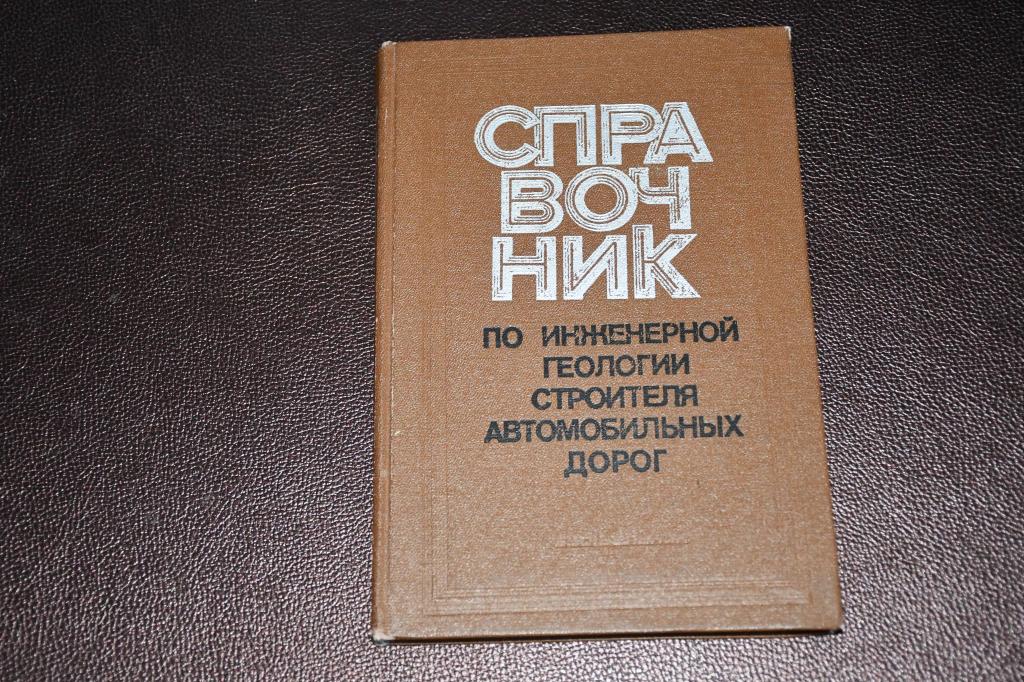 СПРА
ВОЧ
НИК
ПО ИНЖЕНЕРНОЙ
ГЕОЛОГИИ
СТРОИТЕЛЯ
АВТОМОБИЛЬНЫХ
ДОРОГ